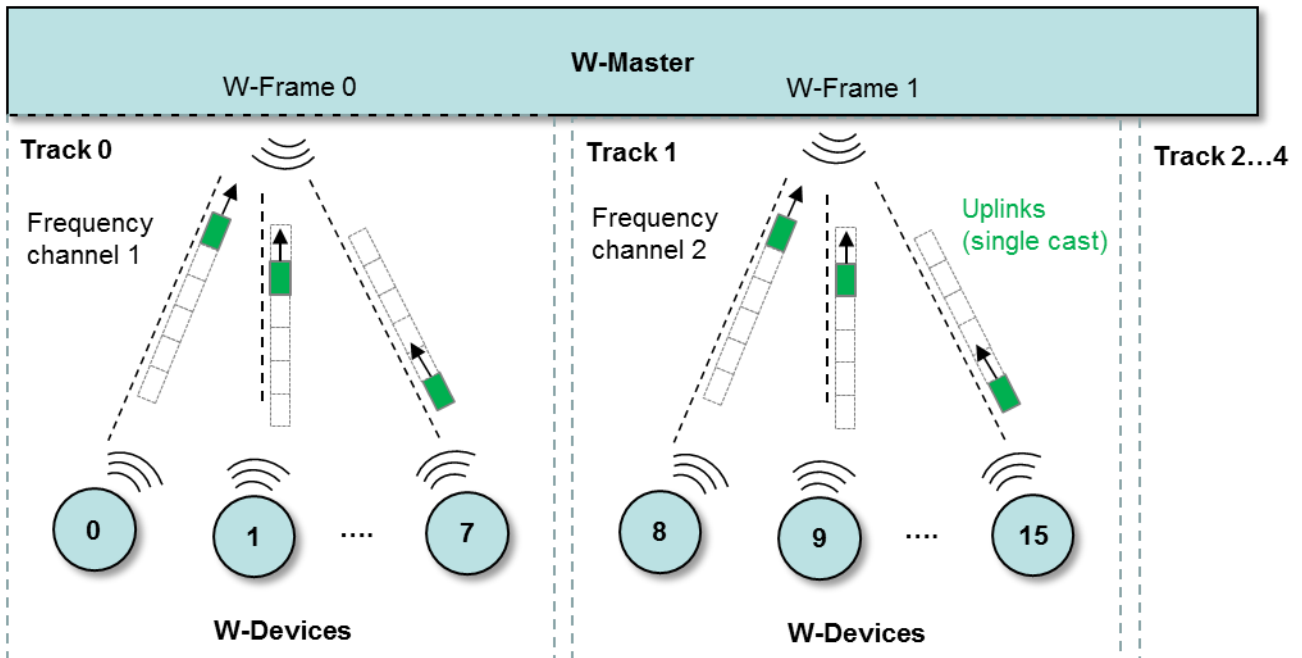 W-Master
W-Frame 0
W-Frame 1
Track 0
Track 1
Track 2...4
Frequency
channel 1
Frequency
channel 2
Uplinks
(single cast)
0
1
....
7
8
9
....
15
W-Devices
W-Devices